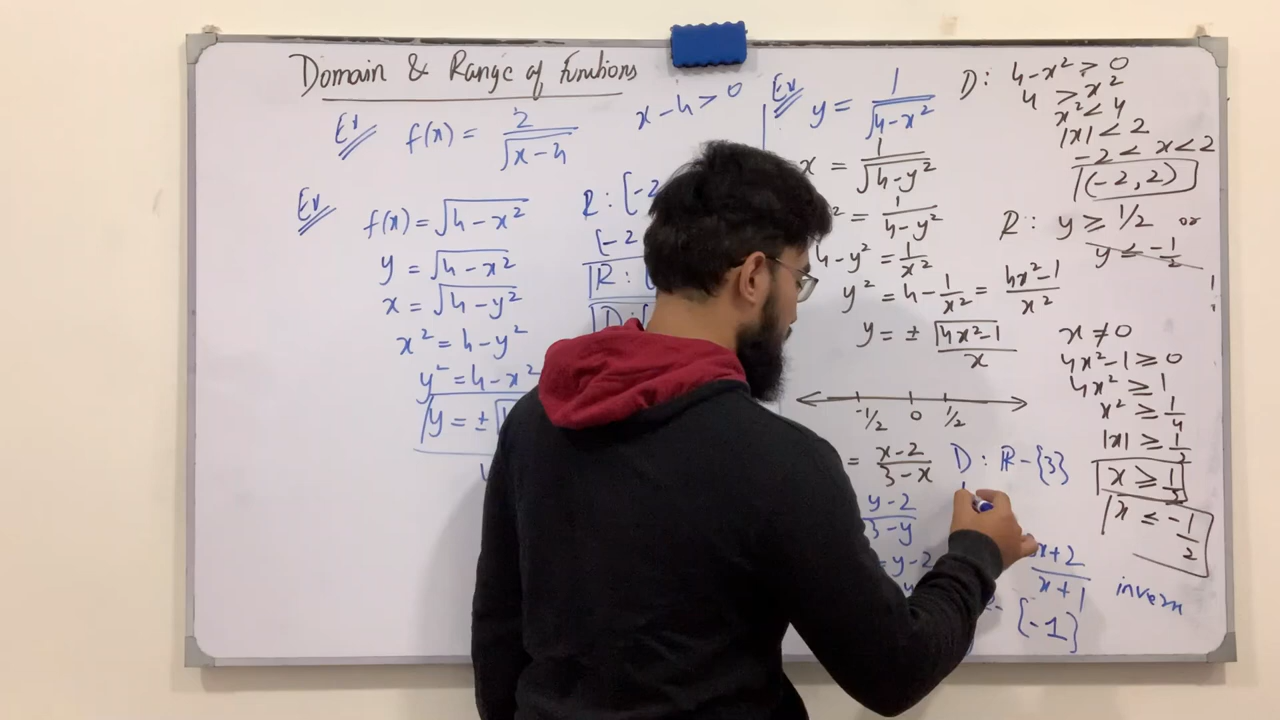 Domain & Range of Functions
Ex f(x) = 2/√(x-4)
x-4>0
Ex f(x) = √(4-x²)
y = √(4-x²)
x = √(4-y²)
x² = 4-y²
y² = 4-x²
y = ±
R : [-2
[-2
R :
D : [
Ex y = 1/√(4-x²)
x = 1/√(4-y²)
² = 1/(4-y²)
4-y² = 1/x²
y² = 4 - 1/x² = (4x²-1)/x²
y = ± √(4x²-1)/x
-1/2 0 1/2
= (x-2)/(3-x)
D : R-{3}
y-2/3-y
= y-2
x+2/x+1 inverse
{-1}
D: 4-x² > 0
4 > x²
x² < 4
|x| < 2
-2 < x < 2
(-2, 2)
R: y ≥ 1/2 or
y ≤ -1/2
x ≠ 0
4x²-1 ≥ 0
4x² ≥ 1
x² ≥ 1/4
|x| ≥ 1/2
x ≥ 1/2
x ≤ -1/2